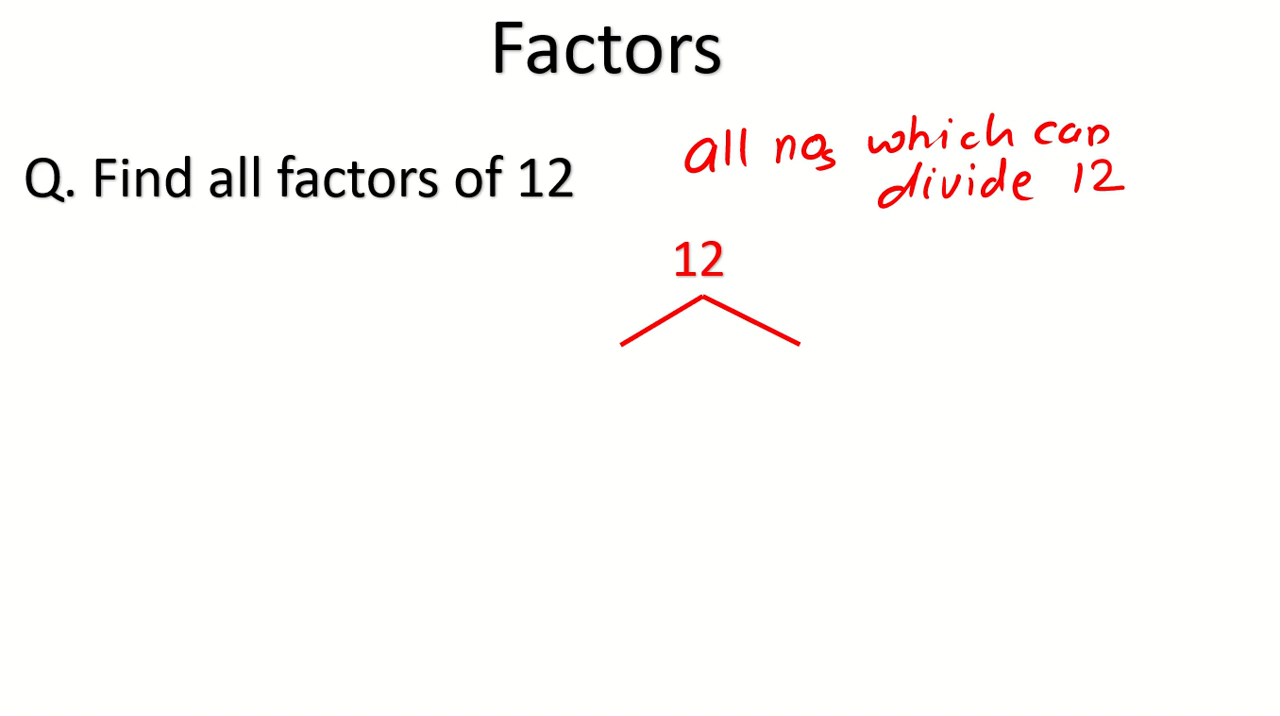 Factors
all nos which can
Q. Find all factors of 12
divide 12
12